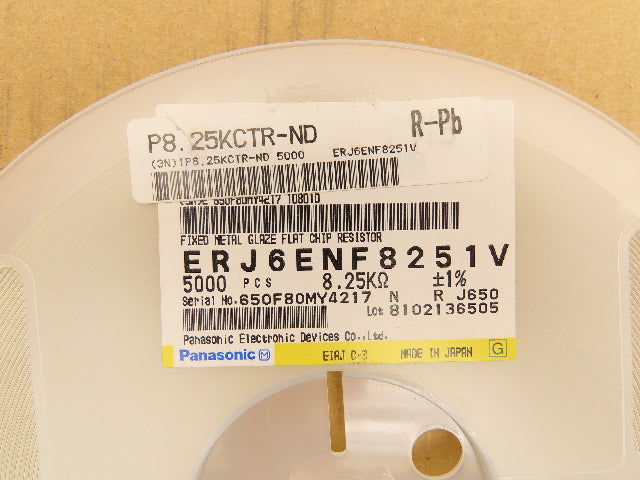 P8.25KCTR-ND
R-Pb
(3N)1P8.25KCTR-ND 5000 ERJ6ENF8251V
650F80MY4217 T08010
FIXED METAL GLAZE FLAT CHIP RESISTOR
ERJ6ENF8251V
5000 PCS 8.25KΩ ±1%
Serial No.650F80MY4217 N R J650
Lot 8102136505
Panasonic Electronic Devices Co.,Ltd.
Panasonic M EIAJ C-3 MADE IN JAPAN G